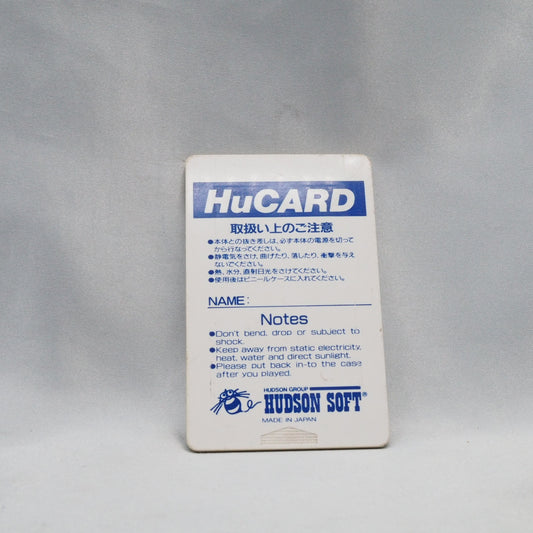 HuCARD
取扱い上のご注意
●本体との抜き差しは、必ず本体の電源を切って
から行なってください。
●静電気をさけ、曲げたり、落したり、衝撃を与え
ないでください。
●熱、水分、直射日光をさけてください。
●使用後はビニールケースに入れてください。
NAME:
Notes
●Don't bend, drop or subject to
shock.
●Keep away from static electricity,
heat, water and direct sunlight.
●Please put back in-to the case
after you played.
HUDSON GROUP
HUDSON SOFT®
MADE IN JAPAN